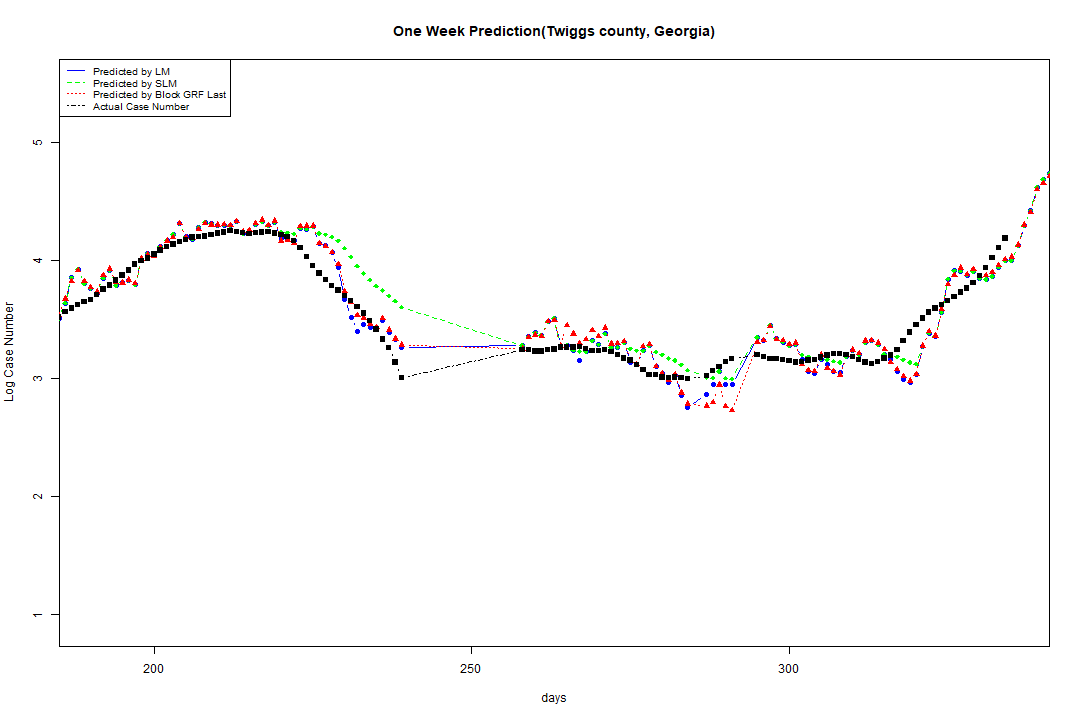 One Week Prediction(Twiggs county, Georgia)
Predicted by LM
Predicted by SLM
Predicted by Block GRF Last
Actual Case Number
Log Case Number
5
4
3
2
1
200 250 300
days